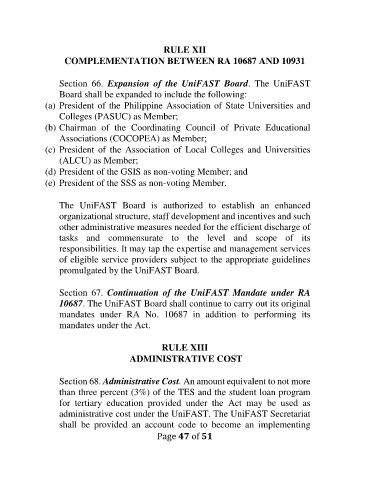 RULE XII
COMPLEMENTATION BETWEEN RA 10687 AND 10931
Section 66. Expansion of the UniFAST Board. The UniFAST
Board shall be expanded to include the following:
(a) President of the Philippine Association of State Universities and
Colleges (PASUC) as Member;
(b) Chairman of the Coordinating Council of Private Educational
Associations (COCOPEA) as Member;
(c) President of the Association of Local Colleges and Universities
(ALCU) as Member;
(d) President of the GSIS as non-voting Member; and
(e) President of the SSS as non-voting Member.
The UniFAST Board is authorized to establish an enhanced
organizational structure, staff development and incentives and such
other administrative measures needed for the efficient discharge of
tasks and commensurate to the level and scope of its
responsibilities. It may tap the expertise and management services
of eligible service providers subject to the appropriate guidelines
promulgated by the UniFAST Board.
Section 67. Continuation of the UniFAST Mandate under RA
10687. The UniFAST Board shall continue to carry out its original
mandates under RA No. 10687 in addition to performing its
mandates under the Act.
RULE XIII
ADMINISTRATIVE COST
Section 68. Administrative Cost. An amount equivalent to not more
than three percent (3%) of the TES and the student loan program
for tertiary education provided under the Act may be used as
administrative cost under the UniFAST. The UniFAST Secretariat
shall be provided an account code to become an implementing
Page 47 of 51